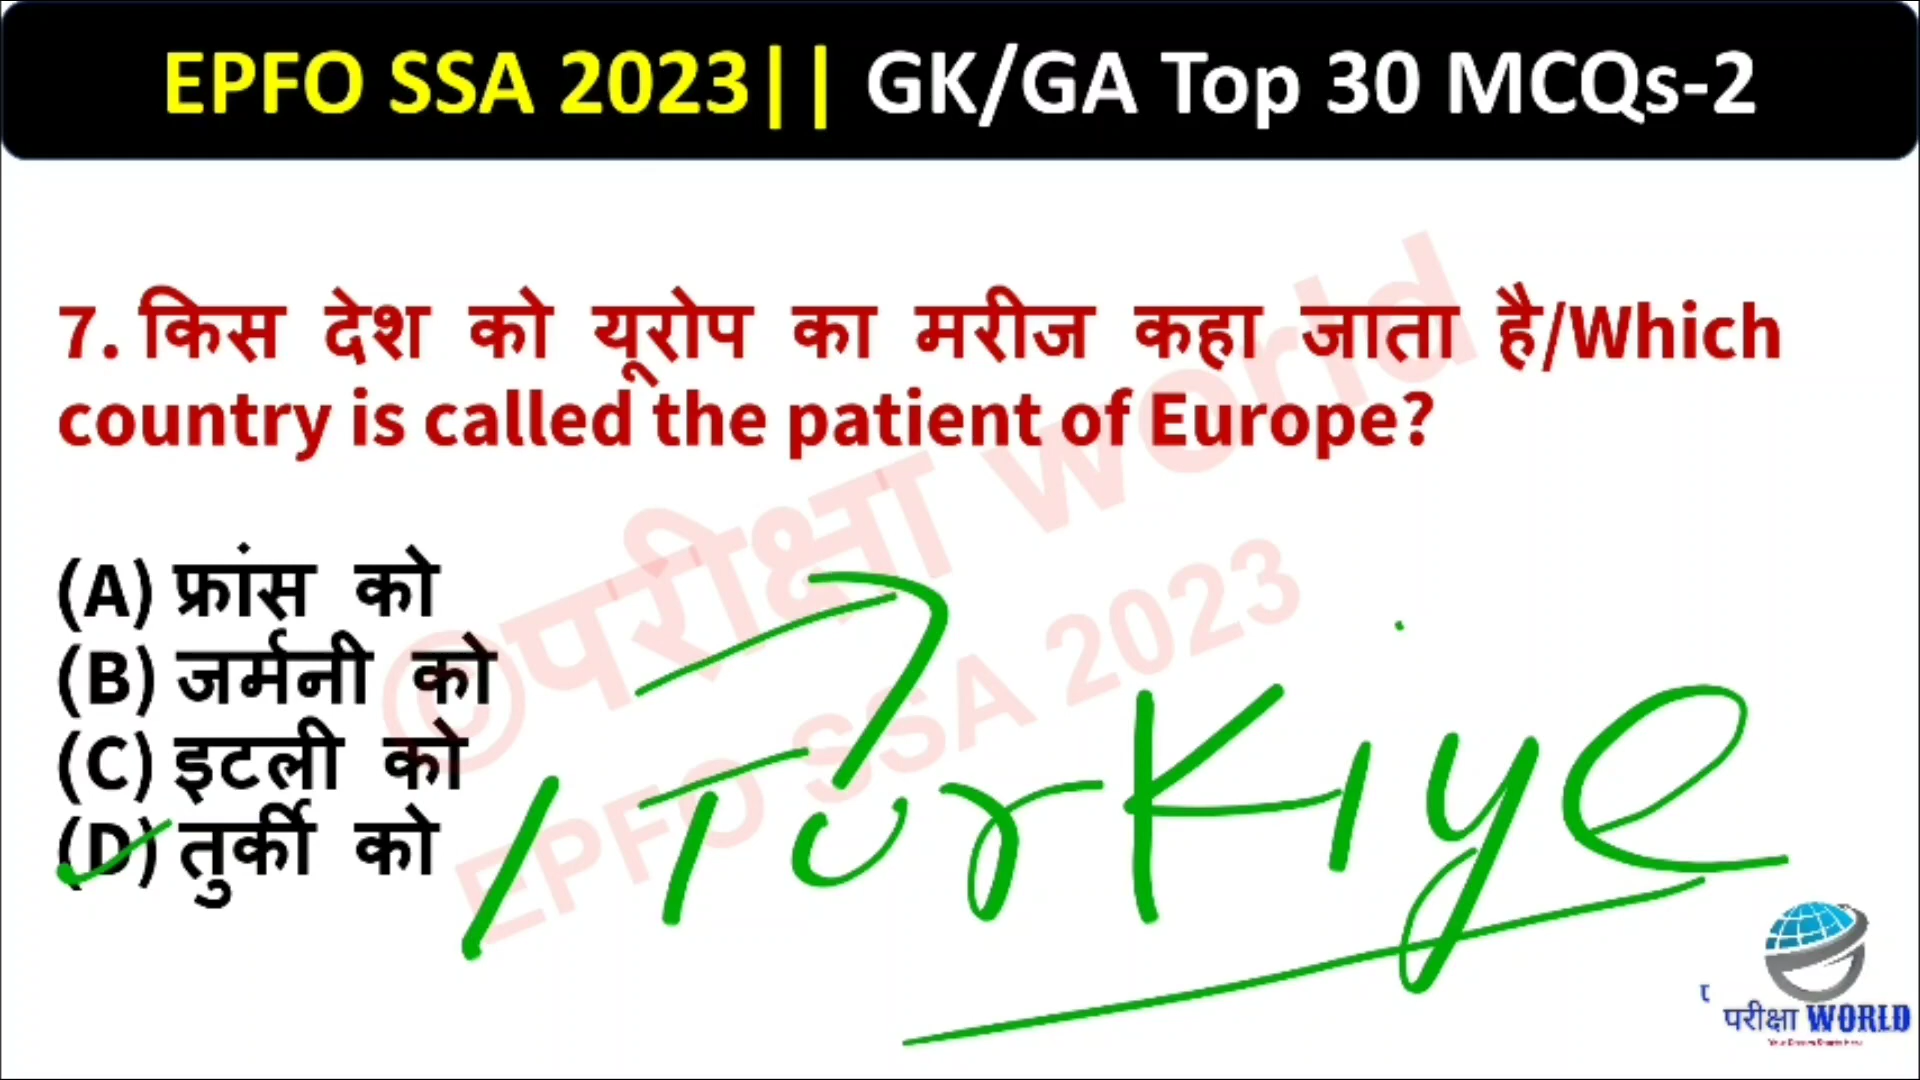 EPFO SSA 2023|| GK/GA Top 30 MCQs-2
7. किस देश को यूरोप का मरीज कहा जाता है/Which
country is called the patient of Europe?
(A) फ्रांस को
(B) जर्मनी को
(C) इटली को
(D) तुर्की को
/ Turkiye
©परीक्षा world
EPFO SSA 2023
परीक्षा WORLD